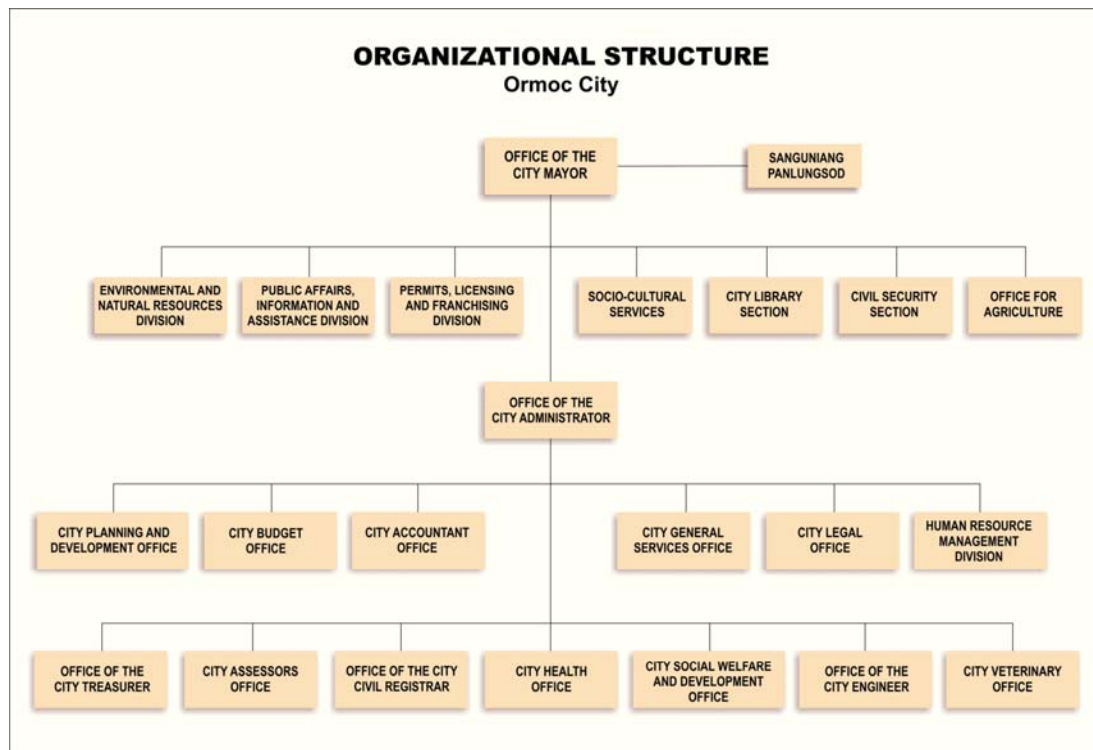 ORGANIZATIONAL STRUCTURE
Ormoc City
OFFICE OF THE
CITY MAYOR
SANGUNIANG
PANLUNGSOD
ENVIRONMENTAL AND
NATURAL RESOURCES
DIVISION
PUBLIC AFFAIRS,
INFORMATION AND
ASSISTANCE DIVISION
PERMITS, LICENSING
AND FRANCHISING
DIVISION
SOCIO-CULTURAL
SERVICES
CITY LIBRARY
SECTION
CIVIL SECURITY
SECTION
OFFICE FOR
AGRICULTURE
OFFICE OF THE
CITY ADMINISTRATOR
CITY PLANNING AND
DEVELOPMENT OFFICE
CITY BUDGET
OFFICE
CITY ACCOUNTANT
OFFICE
CITY GENERAL
SERVICES OFFICE
CITY LEGAL
OFFICE
HUMAN RESOURCE
MANAGEMENT
DIVISION
OFFICE OF THE
CITY TREASURER
CITY ASSESSORS
OFFICE
OFFICE OF THE CITY
CIVIL REGISTRAR
CITY HEALTH
OFFICE
CITY SOCIAL WELFARE
AND DEVELOPMENT
OFFICE
OFFICE OF THE
CITY ENGINEER
CITY VETERINARY
OFFICE